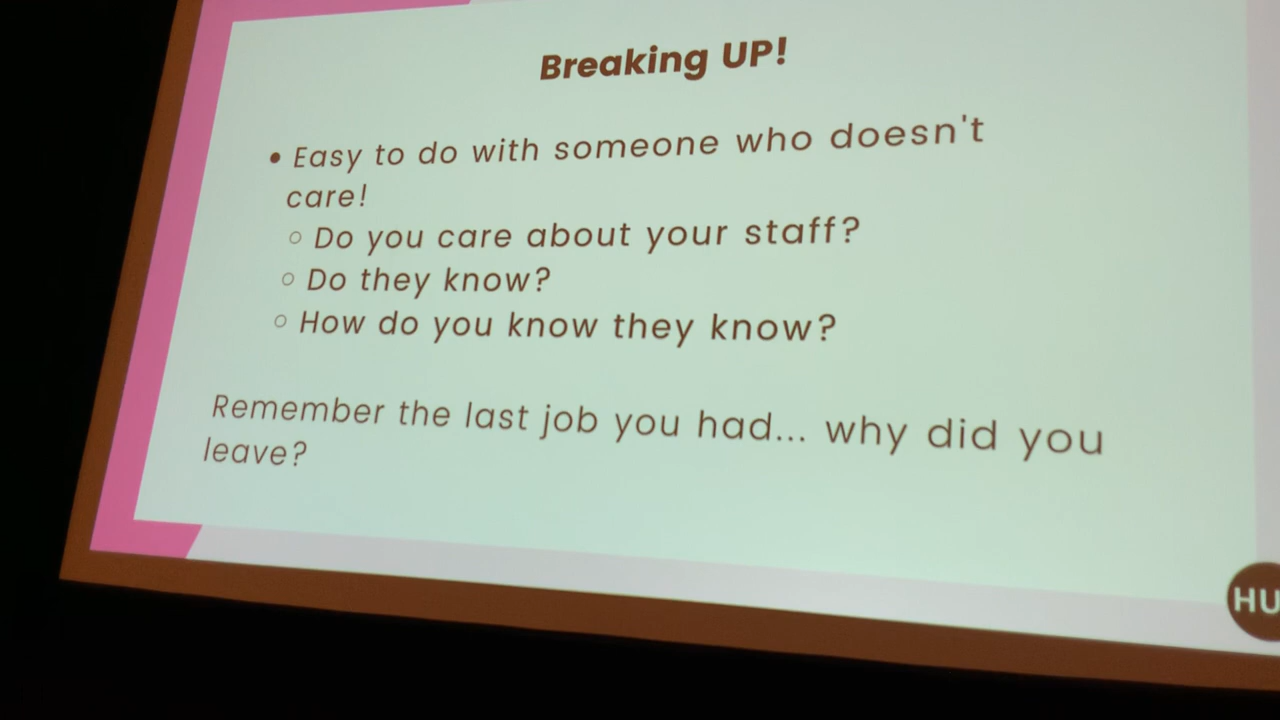 Breaking UP!
• Easy to do with someone who doesn't
care!
○ Do you care about your staff?
○ Do they know?
○ How do you know they know?
Remember the last job you had... why did you
leave?
HU